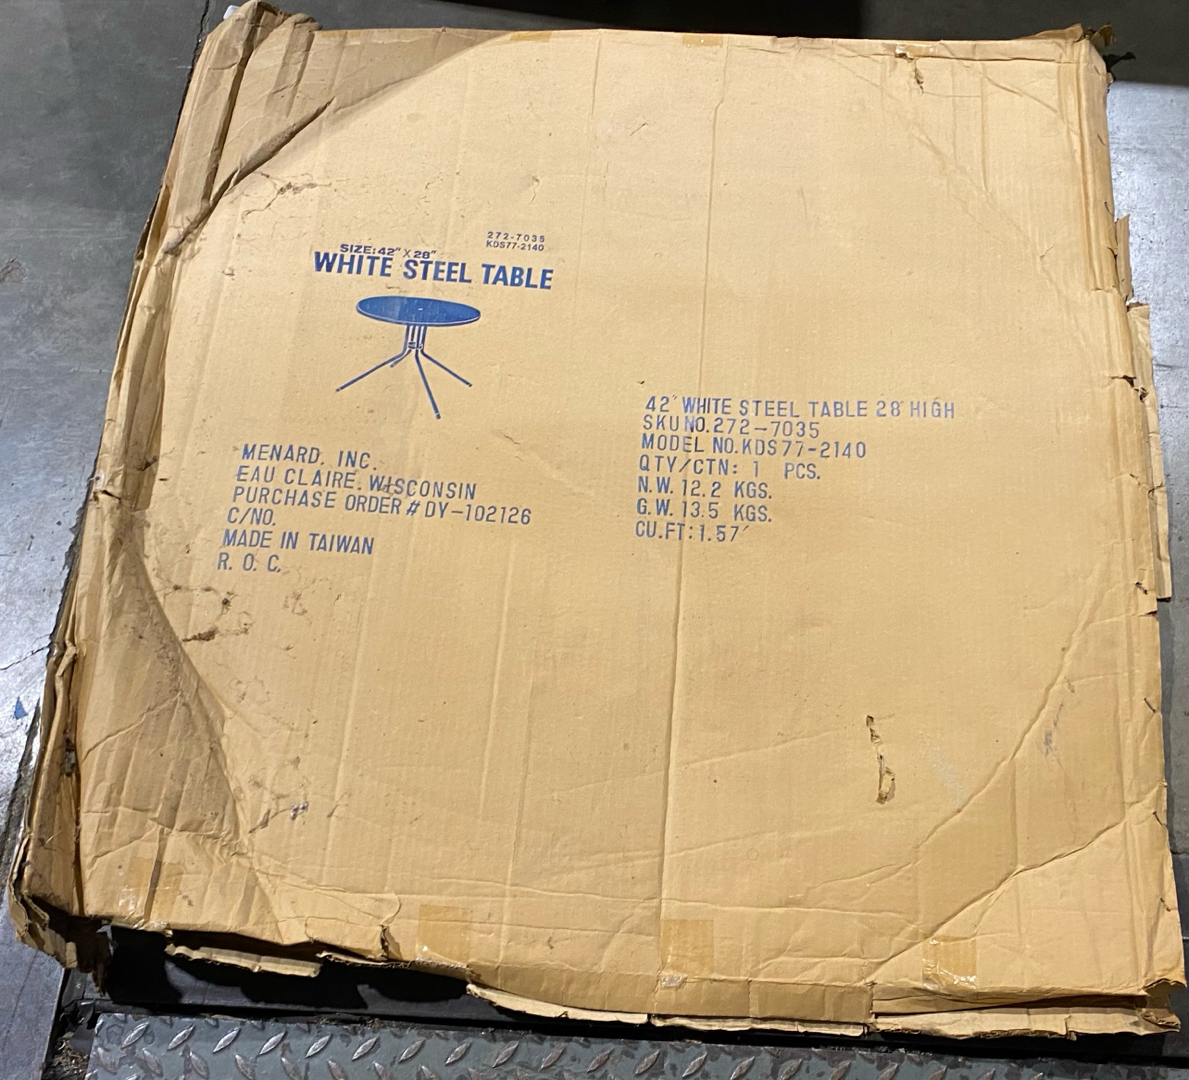 272-7035
KDS77-2140
SIZE:42" X 28"
WHITE STEEL TABLE
42" WHITE STEEL TABLE 28" HIGH
SKU NO.272-7035
MODEL NO.KDS77-2140
QTY/CTN: 1 PCS.
N.W. 12.2 KGS.
G.W. 13.5 KGS.
CU.FT:1.57'
MENARD, INC.
EAU CLAIRE. WISCONSIN
PURCHASE ORDER # DY-102126
C/NO.
MADE IN TAIWAN
R. O. C.